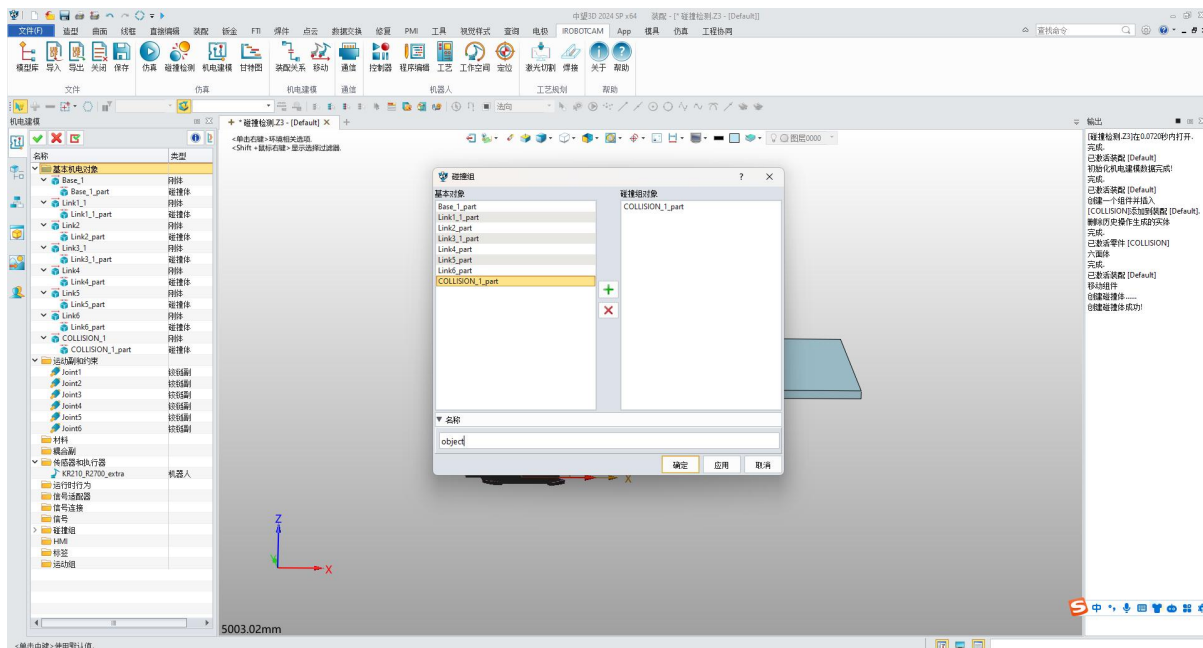 中望3D 2024 SP x64 装配 - [* 碰撞检测.Z3 - [Default]]
文件(F) 造型 曲面 线框 直接编辑 装配 钣金 FTI 焊件 点云 数据交换 修复 PMI 工具 视觉样式 查询 电极 IROBOTCAM App 模具 仿真 工程协同 查找命令
模型库 导入 导出 关闭 保存 仿真 碰撞检测 机电建模 甘特图 装配关系 移动 通信 控制器 程序编辑 工艺 工作空间 定位 激光切割 焊接 关于 帮助
文件 仿真 机电建模 通信 机器人 工艺规划 帮助
法向
机电建模
* 碰撞检测.Z3 - [Default]
输出
<单击右键>环境相关选项.
<Shift +鼠标右键>显示选择过滤器.
图层0000
名称 类型
基本机电对象
Base_1 刚体
Base_1_part 碰撞体
Link1_1 刚体
Link1_1_part 碰撞体
Link2 刚体
Link2_part 碰撞体
Link3_1 刚体
Link3_1_part 碰撞体
Link4 刚体
Link4_part 碰撞体
Link5 刚体
Link5_part 碰撞体
Link6 刚体
Link6_part 碰撞体
COLLISION_1 刚体
COLLISION_1_part 碰撞体
运动副和约束
Joint1 铰链副
Joint2 铰链副
Joint3 铰链副
Joint4 铰链副
Joint5 铰链副
Joint6 铰链副
材料
耦合副
传感器和执行器
KR210_R2700_extra 机器人
运行时行为
信号适配器
信号连接
信号
碰撞组
HMI
标签
运动组
碰撞组
? ×
基本对象 碰撞组对象
Base_1_part
Link1_1_part
Link2_part
Link3_1_part
Link4_part
Link5_part
Link6_part
COLLISION_1_part
COLLISION_1_part
名称
object
确定 应用 取消
X
Z
Y
X
5003.02mm
[碰撞检测.Z3]在0.0720秒内打开.
完成.
已激活装配 [Default]
初始化机电建模数据完成!
完成.
已激活装配 [Default]
创建一个组件并插入
[COLLISION]添加到装配 [Default].
删除历史操作生成的实体
完成.
已激活零件 [COLLISION]
六面体
完成.
已激活装配 [Default]
移动组件
创建碰撞体......
创建碰撞体成功!
中
<单击中键>使用默认值.